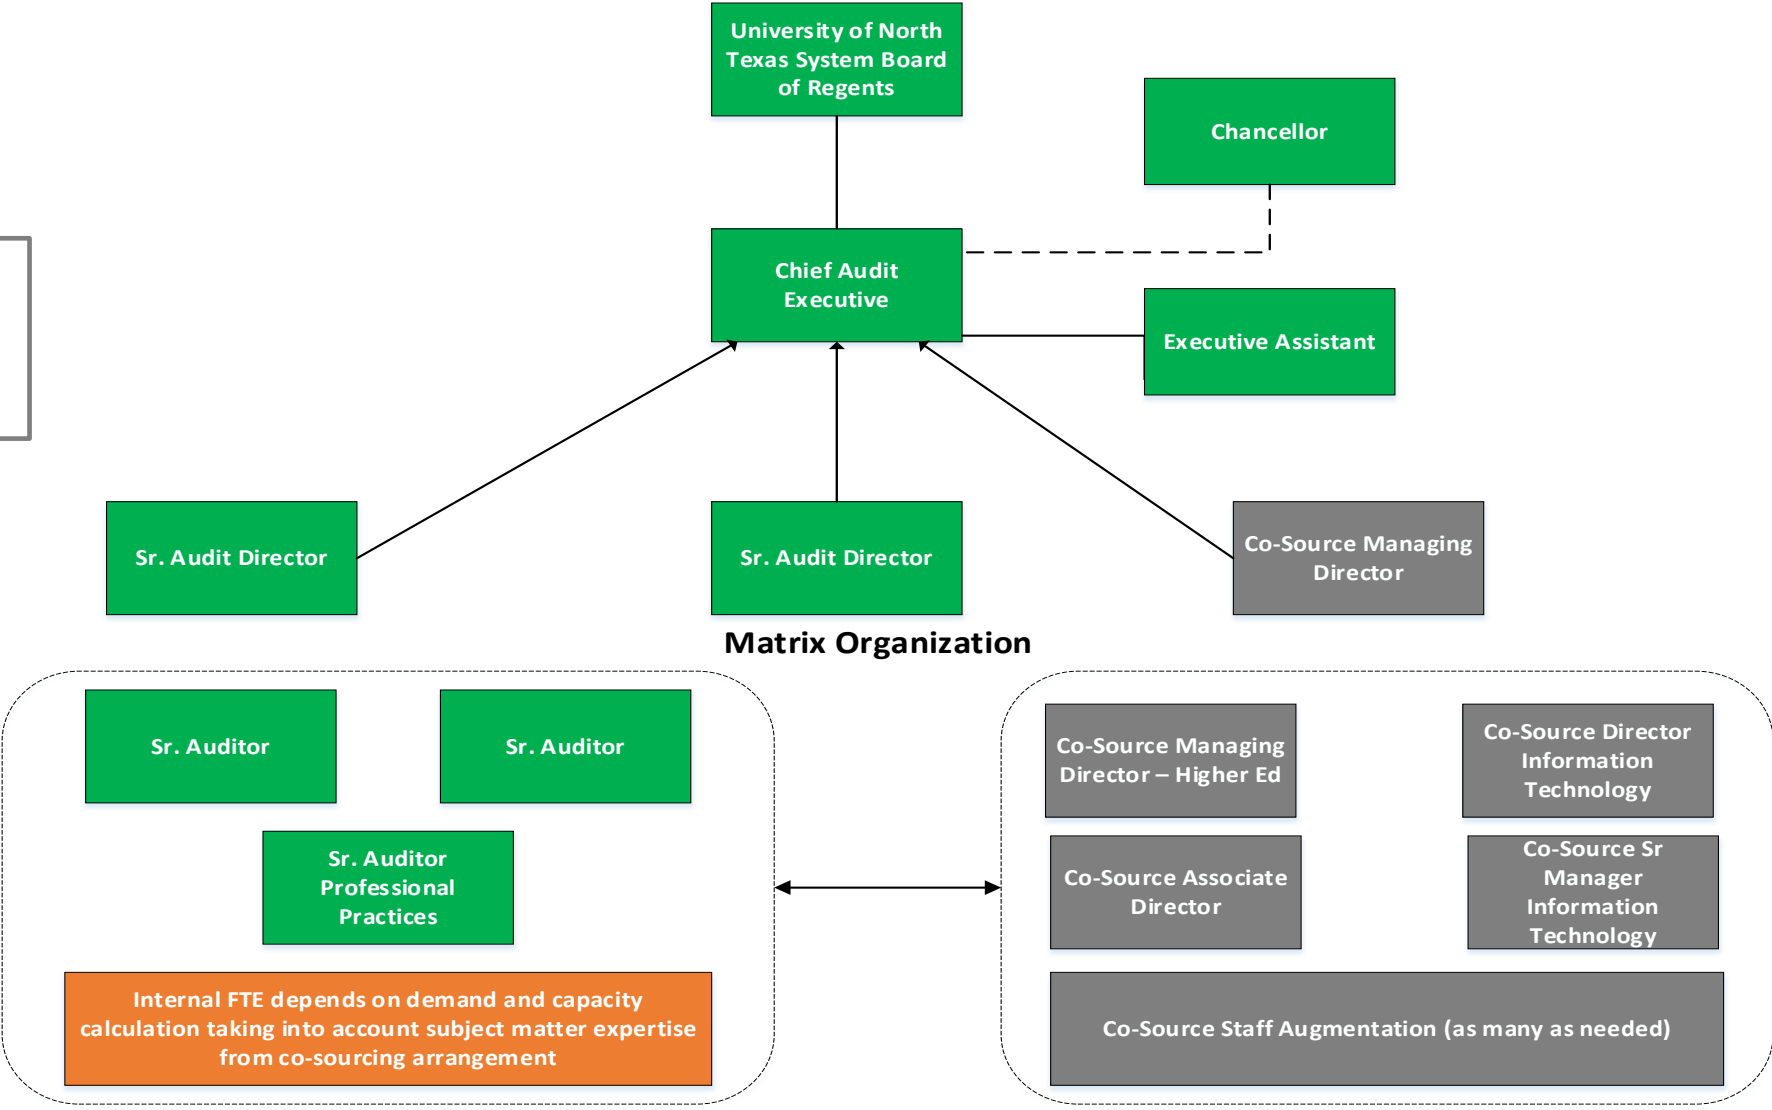 University of North
Texas System Board
of Regents
Chancellor
Chief Audit
Executive
Executive Assistant
Sr. Audit Director
Sr. Audit Director
Co-Source Managing
Director
Matrix Organization
Sr. Auditor
Sr. Auditor
Sr. Auditor
Professional
Practices
Internal FTE depends on demand and capacity
calculation taking into account subject matter expertise
from co-sourcing arrangement
Co-Source Managing
Director – Higher Ed
Co-Source Director
Information
Technology
Co-Source Associate
Director
Co-Source Sr
Manager
Information
Technology
Co-Source Staff Augmentation (as many as needed)